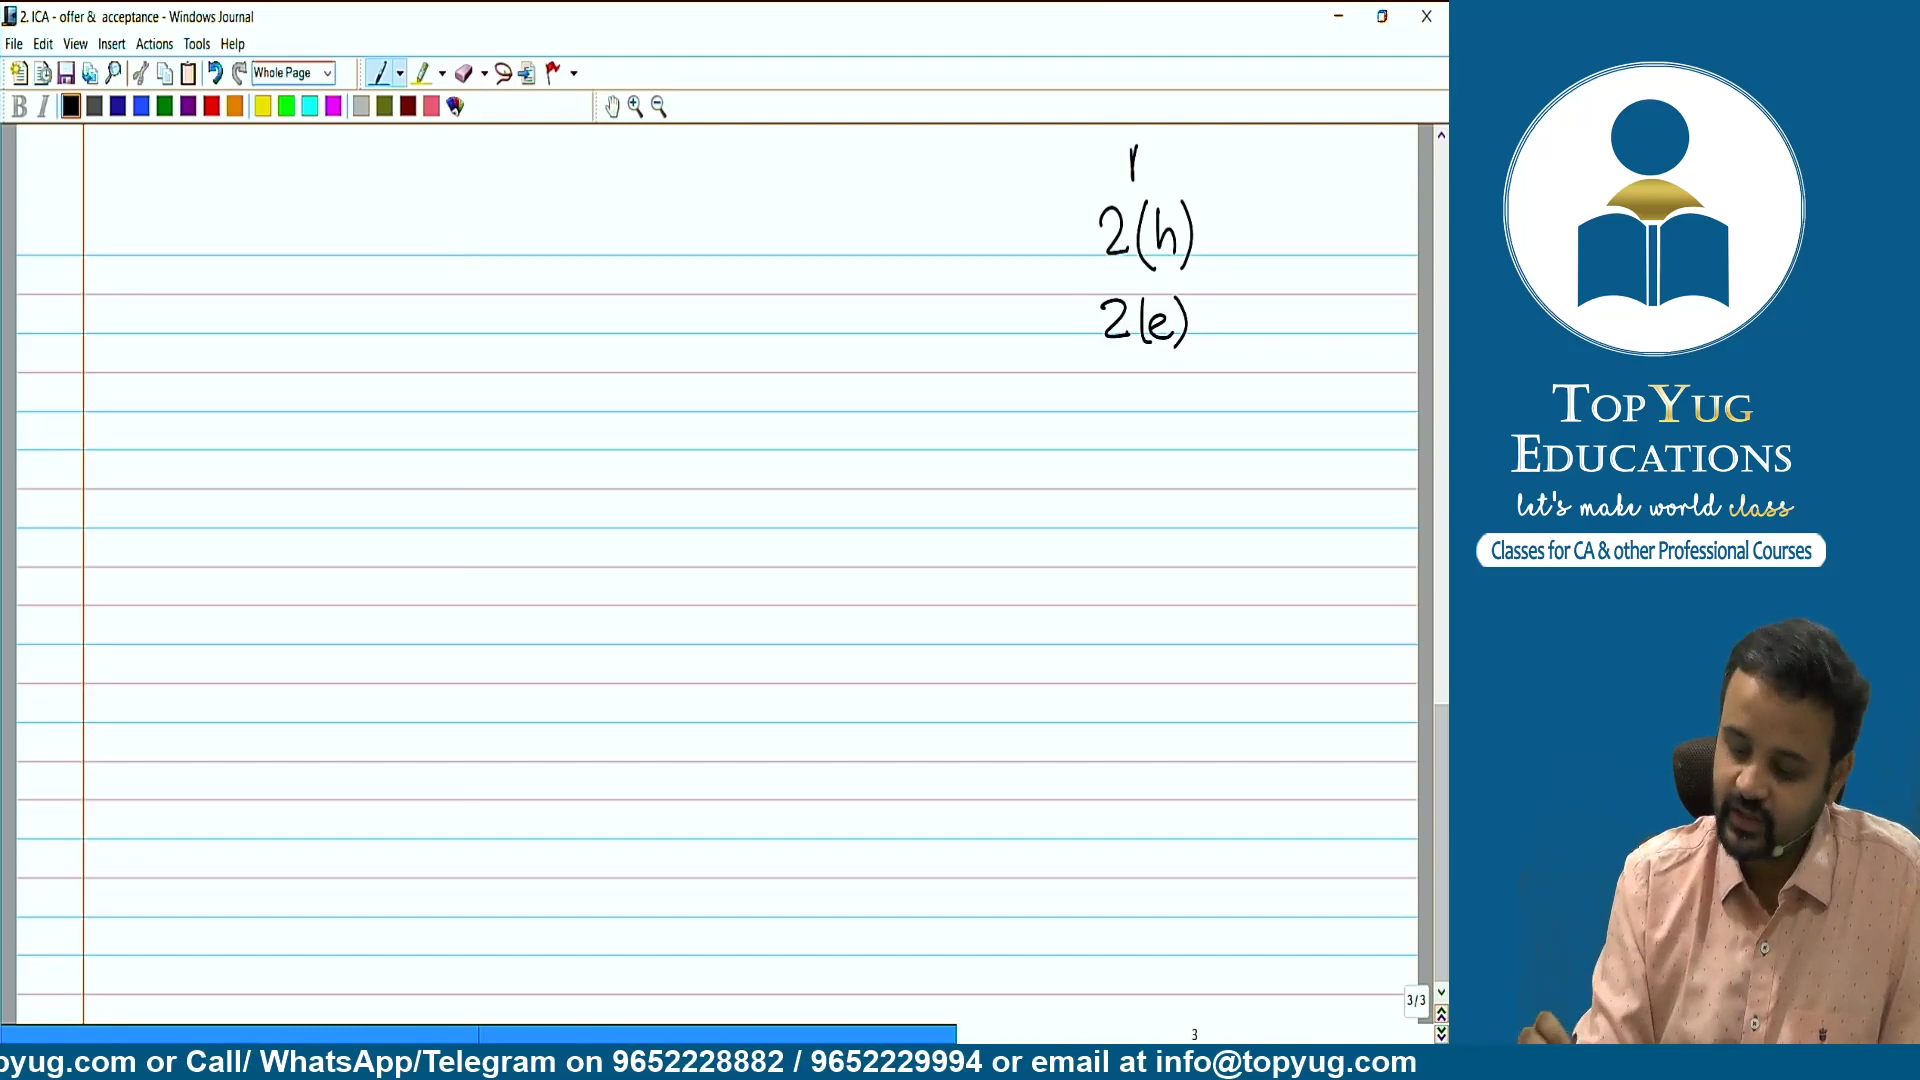 2. ICA - offer & acceptance - Windows Journal
File Edit View Insert Actions Tools Help
Whole Page
B I
2(h)
2(e)
3/3
3
TOPYUG
EDUCATIONS
let's make world class
Classes for CA & other Professional Courses
pyug.com or Call/ WhatsApp/Telegram on 9652228882 / 9652229994 or email at info@topyug.com